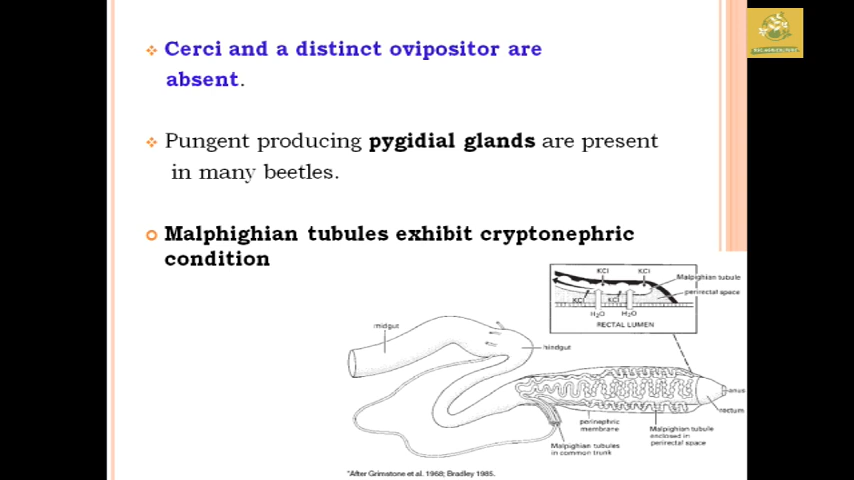 Cerci and a distinct ovipositor are
absent.
Pungent producing pygidial glands are present
in many beetles.
Malphighian tubules exhibit cryptonephric
condition
KCl KCl
Malpighian tubule
perirectal space
KCl KCl
H₂O H₂O
RECTAL LUMEN
midgut
hindgut
anus
rectum
perinephric
membrane
Malpighian tubule
enclosed in
perirectal space
Malpighian tubules
in common trunk
*After Grimstone et al. 1968; Bradley 1985.